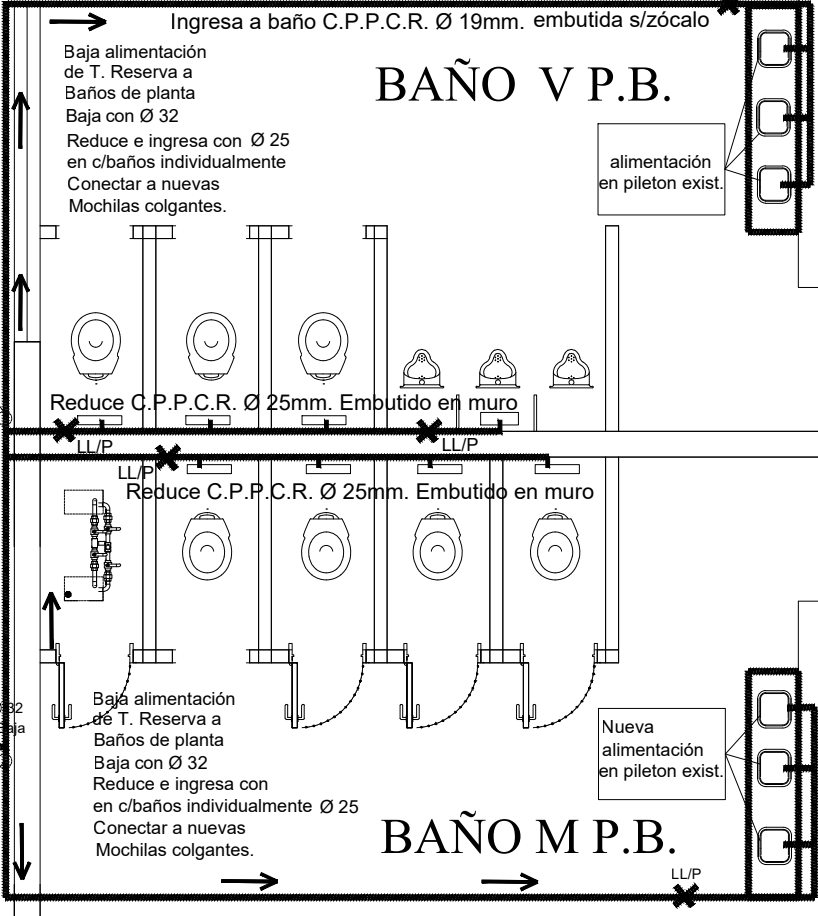 Ingresa a baño C.P.P.C.R. Ø 19mm. embutida s/zócalo
Baja alimentación
de T. Reserva a
Baños de planta
Baja con Ø 32
Reduce e ingresa con Ø 25
en c/baños individualmente
Conectar a nuevas
Mochilas colgantes.
BAÑO V P.B.
alimentación
en pileton exist.
Reduce C.P.P.C.R. Ø 25mm. Embutido en muro
LL/P
LL/P
LL/P
Reduce C.P.P.C.R. Ø 25mm. Embutido en muro
32
aja
Baja alimentación
de T. Reserva a
Baños de planta
Baja con Ø 32
Reduce e ingresa con
en c/baños individualmente Ø 25
Conectar a nuevas
Mochilas colgantes.
Nueva
alimentación
en pileton exist.
BAÑO M P.B.
LL/P